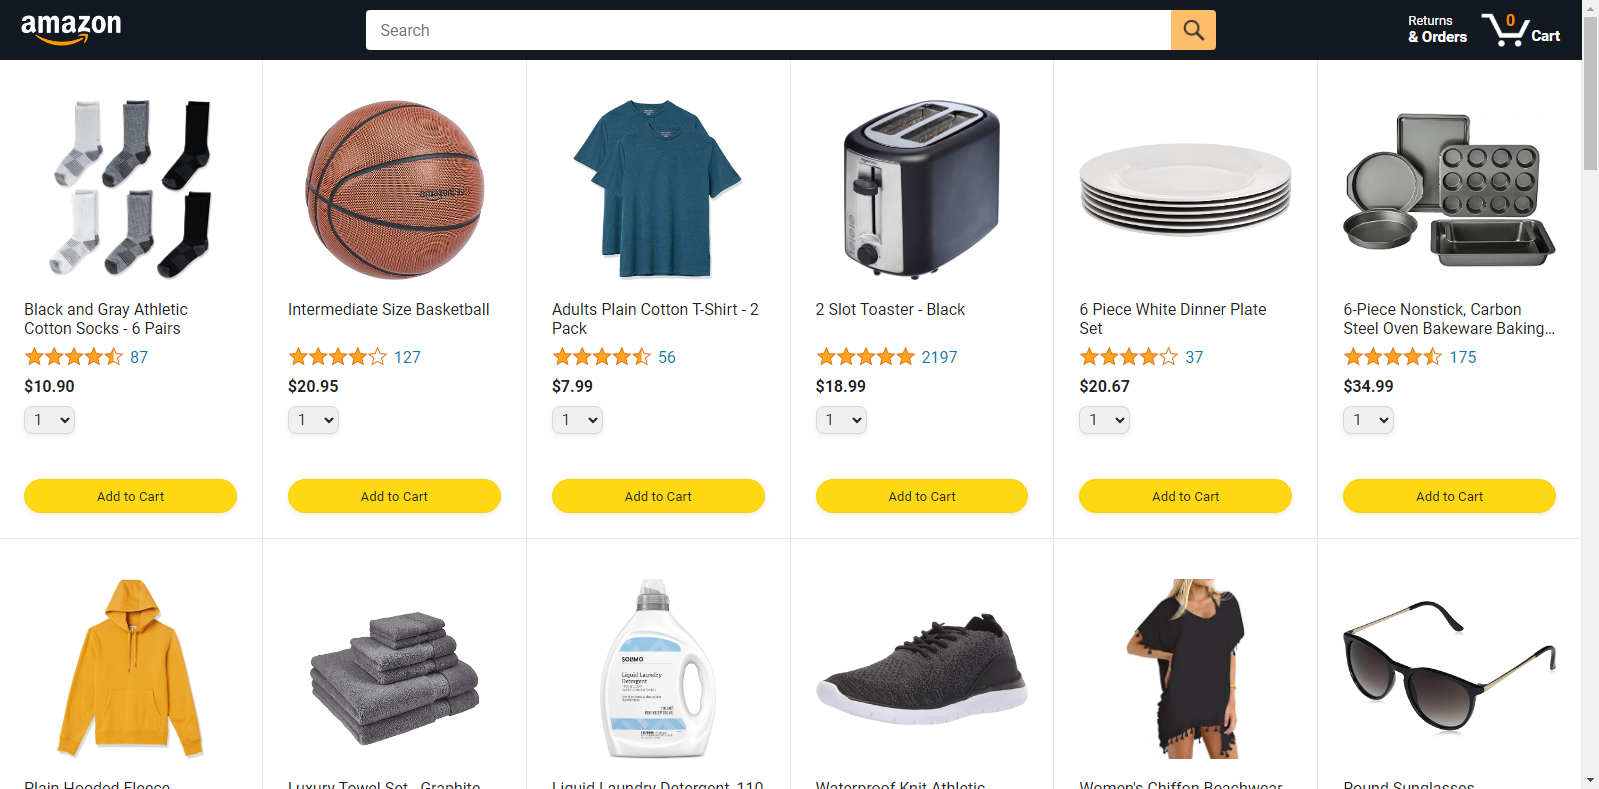 amazon
Search
Returns
& Orders
0
Cart
Black and Gray Athletic
Cotton Socks - 6 Pairs
87
$10.90
1
Add to Cart
Intermediate Size Basketball
127
$20.95
1
Add to Cart
Adults Plain Cotton T-Shirt - 2
Pack
56
$7.99
1
Add to Cart
2 Slot Toaster - Black
2197
$18.99
1
Add to Cart
6 Piece White Dinner Plate
Set
37
$20.67
1
Add to Cart
6-Piece Nonstick, Carbon
Steel Oven Bakeware Baking...
175
$34.99
1
Add to Cart
SOLIMO
Liquid Laundry
Detergent
Plain Hooded Fleece
Luxury Towel Set - Graphite
Liquid Laundry Detergent, 110
Waterproof Knit Athletic
Women's Chiffon Beachwear
Round Sunglasses